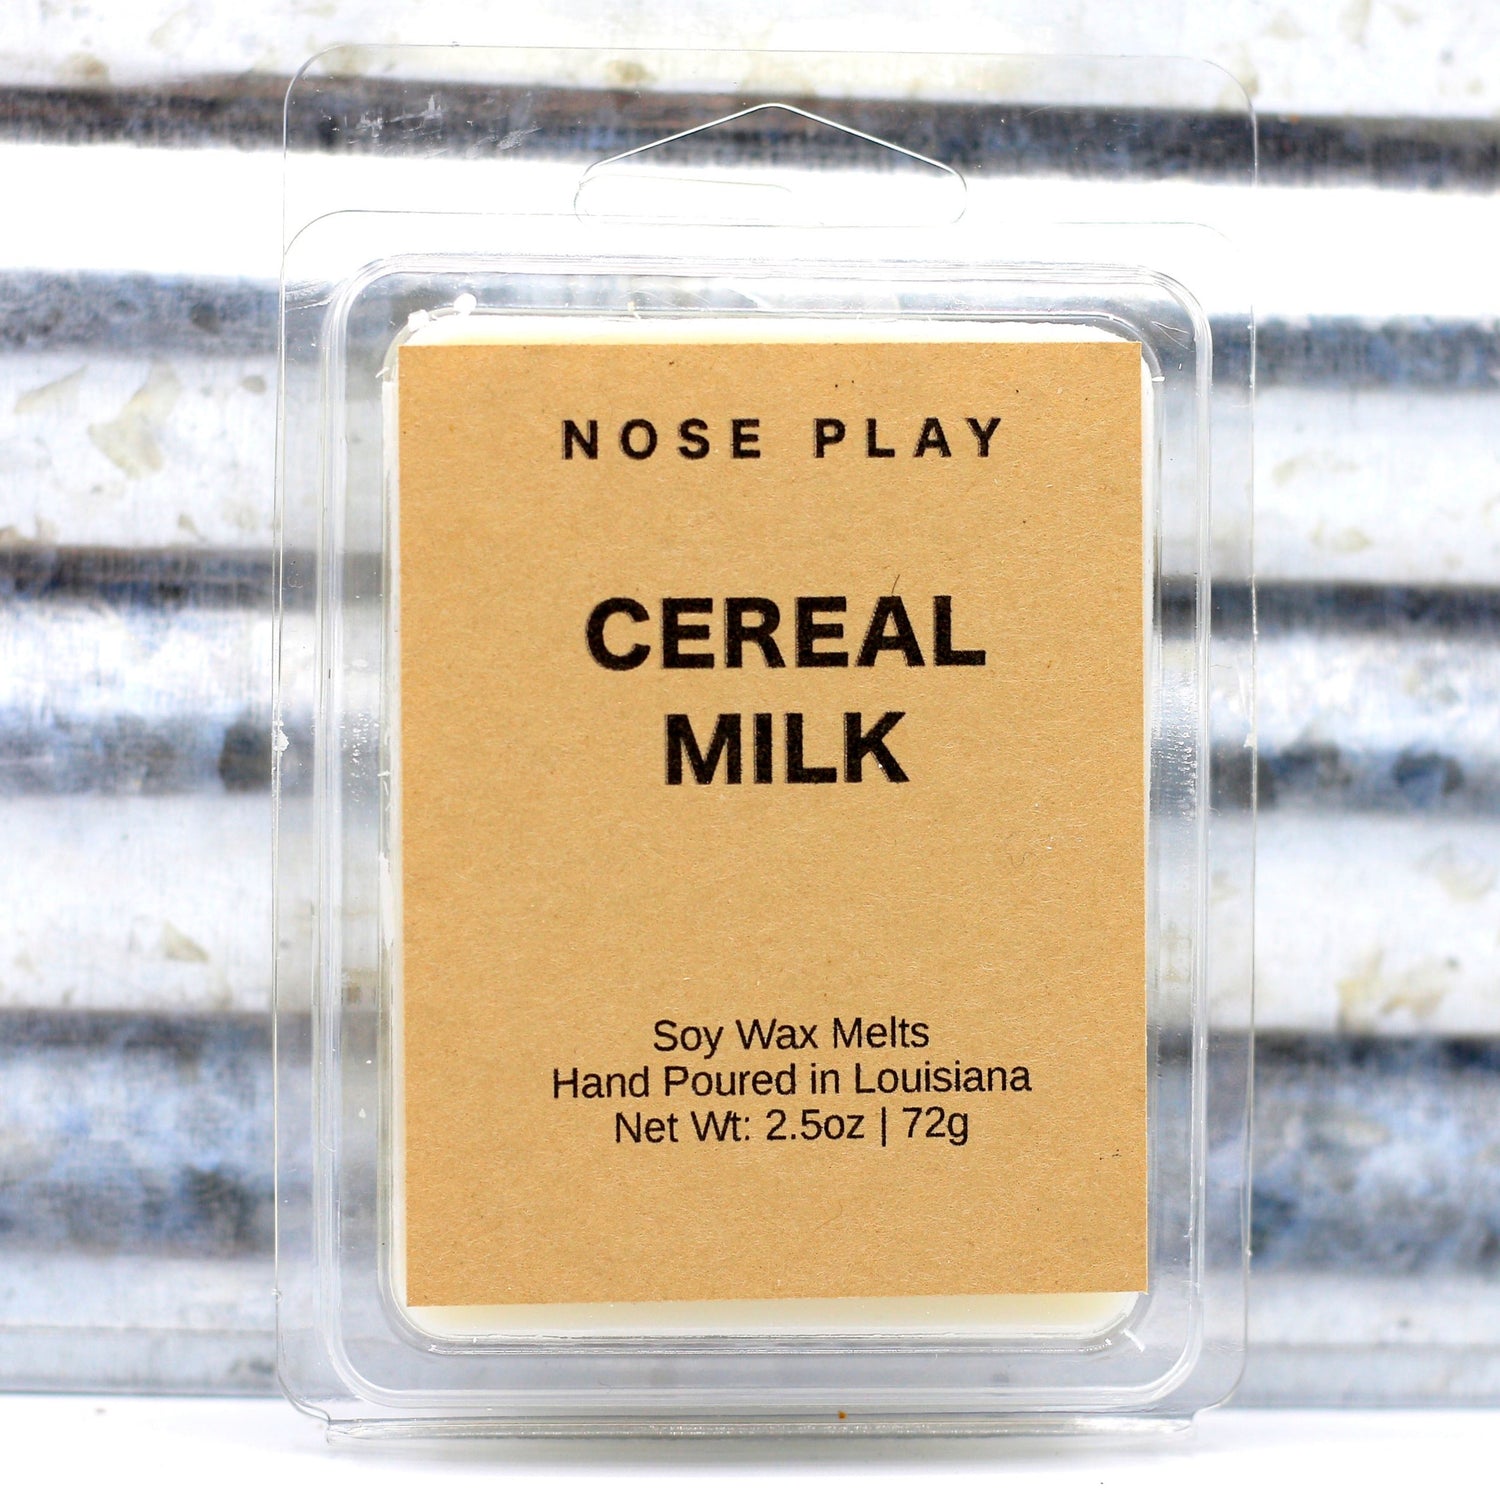 NOSE PLAY
CEREAL
MILK
Soy Wax Melts
Hand Poured in Louisiana
Net Wt: 2.5oz | 72g